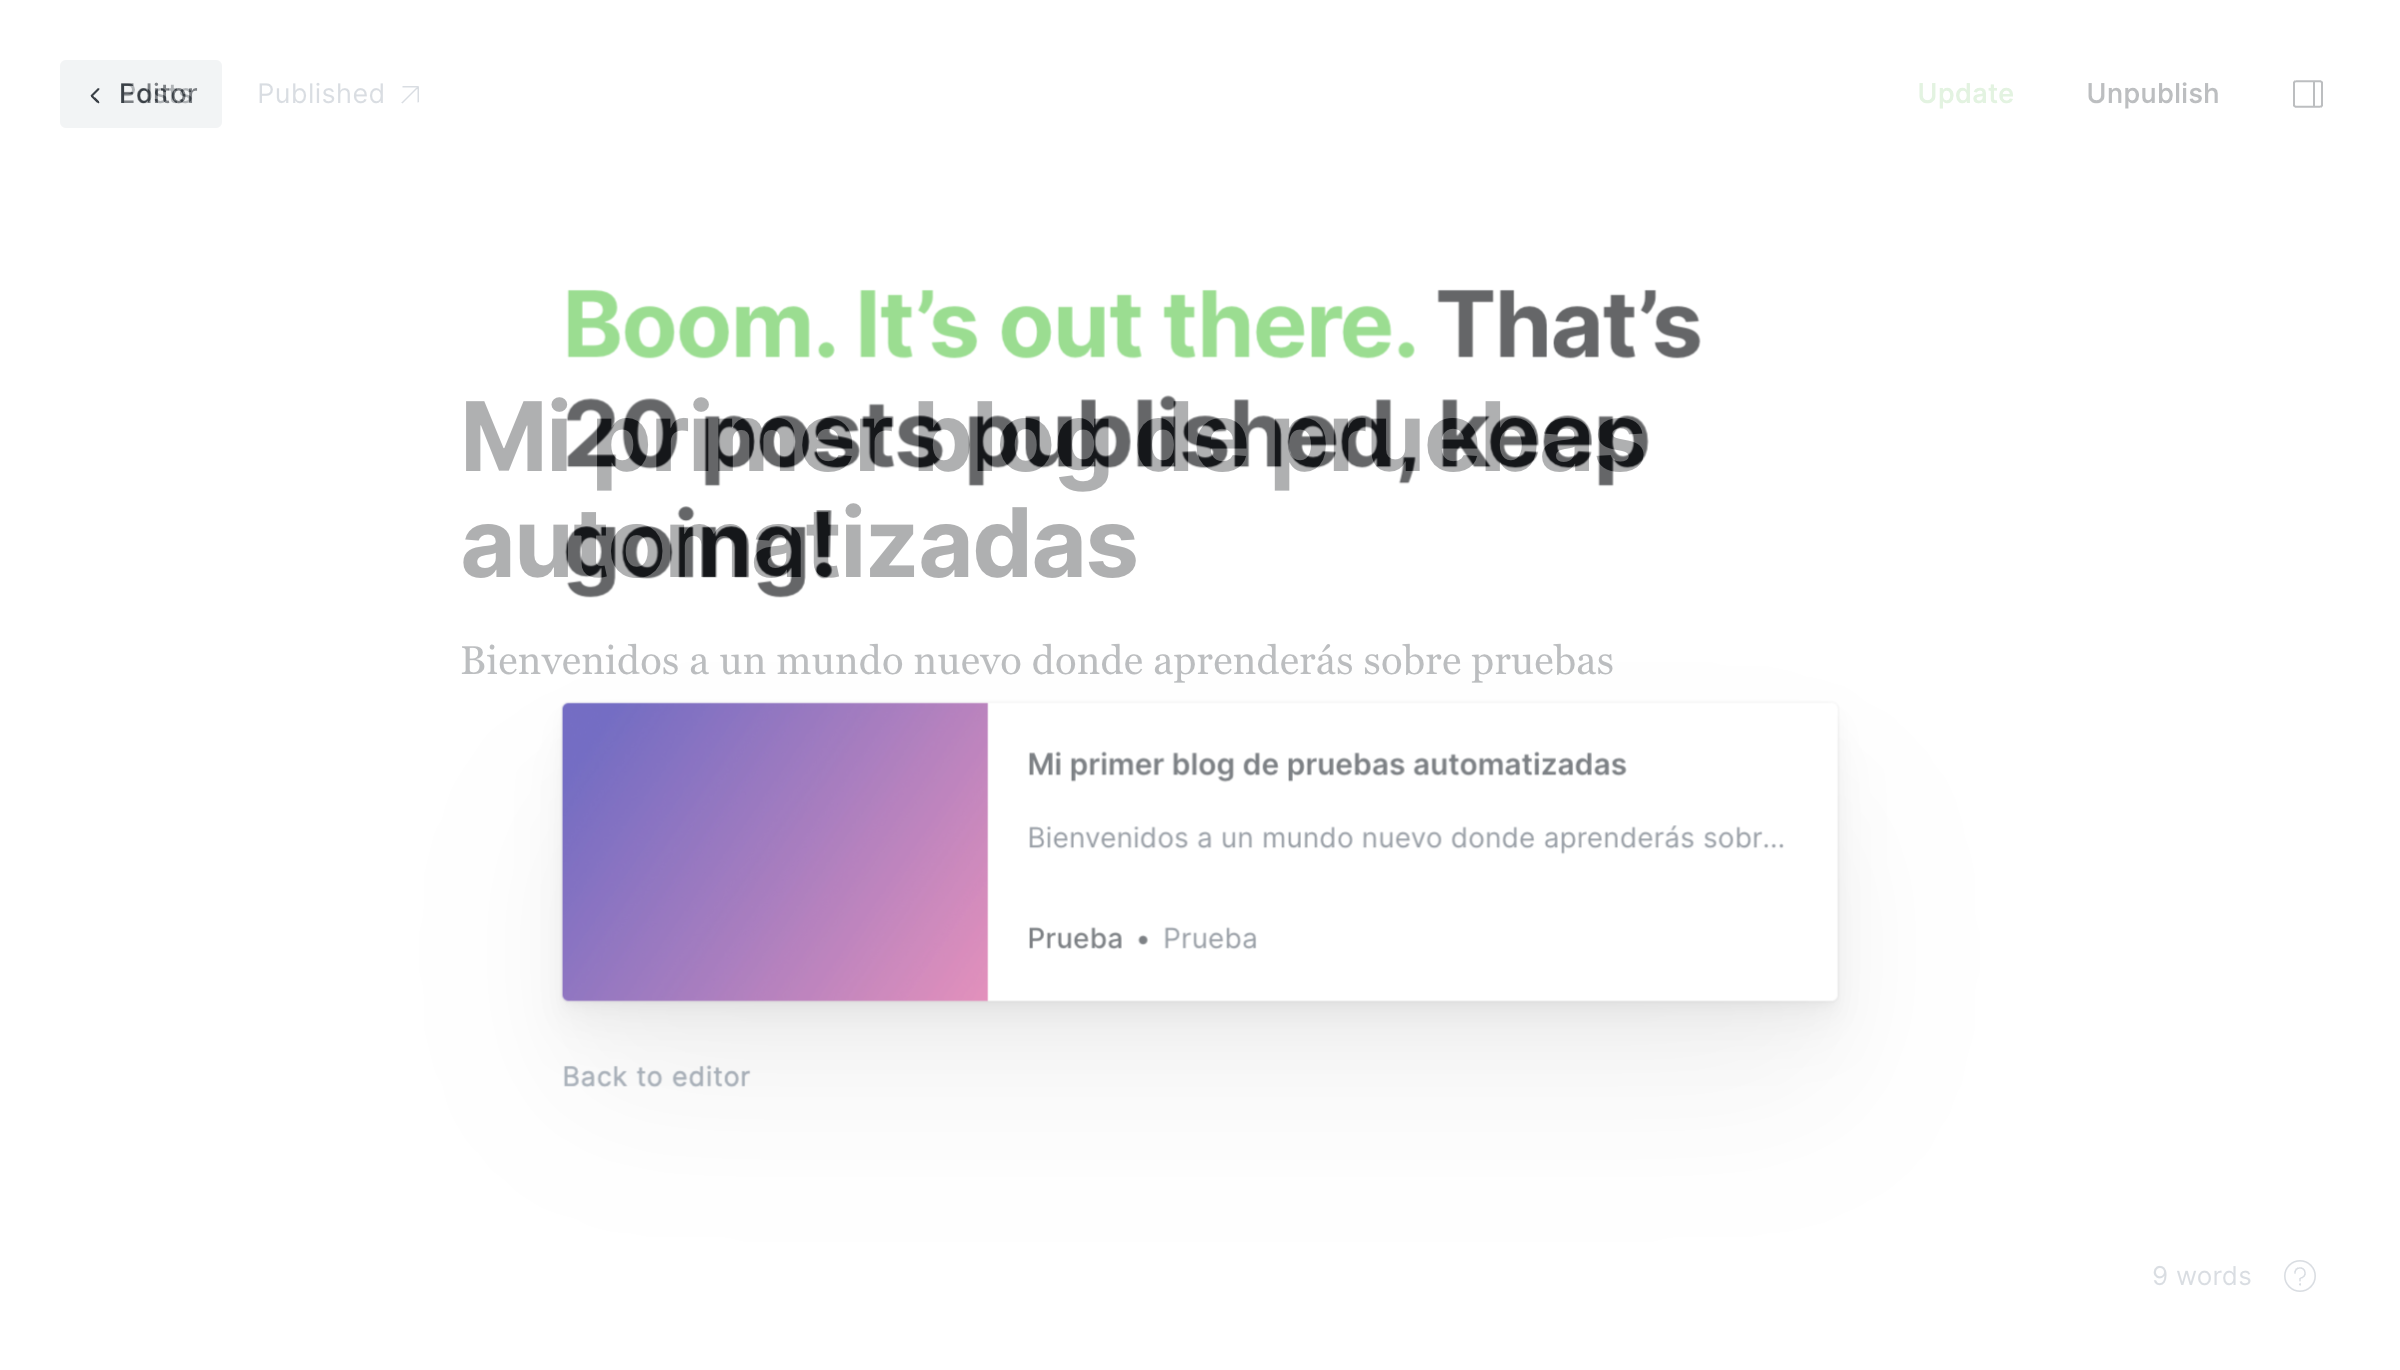 Editor
Published
Update
Unpublish
Boom. It’s out there. That’s
20 posts published, keep
going!
Mi primer blog de pruebas
automatizadas
Bienvenidos a un mundo nuevo donde aprenderás sobre pruebas
Mi primer blog de pruebas automatizadas
Bienvenidos a un mundo nuevo donde aprenderás sobr...
Prueba • Prueba
Back to editor
9 words